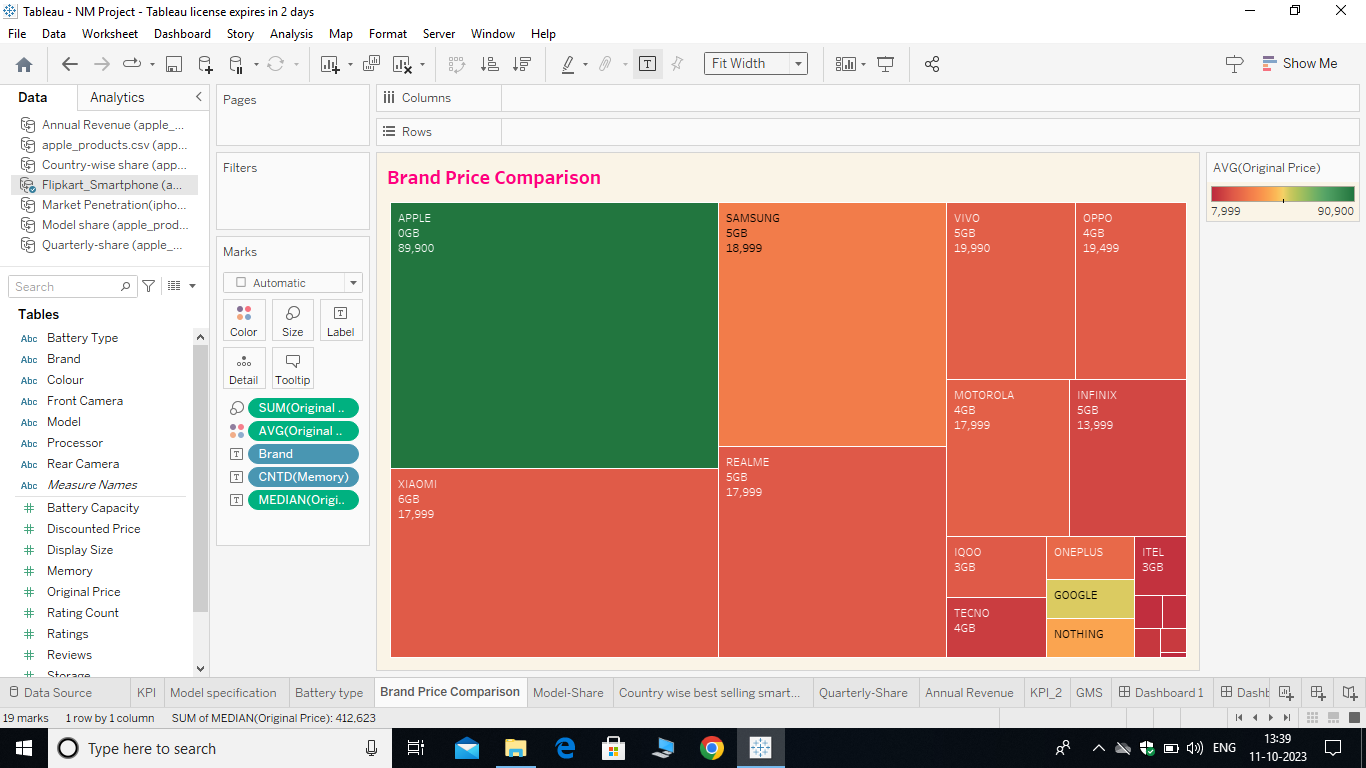 Tableau - NM Project - Tableau license expires in 2 days
File Data Worksheet Dashboard Story Analysis Map Format Server Window Help
Fit Width
Show Me
Data
Analytics
Annual Revenue (apple_...
apple_products.csv (app...
Country-wise share (app...
Flipkart_Smartphone (a...
Market Penetration(ipho...
Model share (apple_prod...
Quarterly-share (apple_...
Search
Tables
Abc Battery Type
Abc Brand
Abc Colour
Abc Front Camera
Abc Model
Abc Processor
Abc Rear Camera
Abc Measure Names
# Battery Capacity
# Discounted Price
# Display Size
# Memory
# Original Price
# Rating Count
# Ratings
# Reviews
# Storage
Pages
Filters
Marks
Automatic
Color
Size
T
Label
Detail
Tooltip
SUM(Original ..
AVG(Original ..
T Brand
T CNTD(Memory)
T MEDIAN(Origi..
Columns
Rows
Brand Price Comparison
APPLE
0GB
89,900
XIAOMI
6GB
17,999
SAMSUNG
5GB
18,999
REALME
5GB
17,999
VIVO
5GB
19,990
OPPO
4GB
19,499
MOTOROLA
4GB
17,999
INFINIX
5GB
13,999
IQOO
3GB
TECNO
4GB
ONEPLUS
GOOGLE
NOTHING
ITEL
3GB
AVG(Original Price)
7,999 90,900
Data Source
KPI
Model specification
Battery type
Brand Price Comparison
Model-Share
Country wise best selling smart...
Quarterly-Share
Annual Revenue
KPI_2
GMS
Dashboard 1
Dashb
19 marks 1 row by 1 column SUM of MEDIAN(Original Price): 412,623
Type here to search
ENG
13:39
11-10-2023